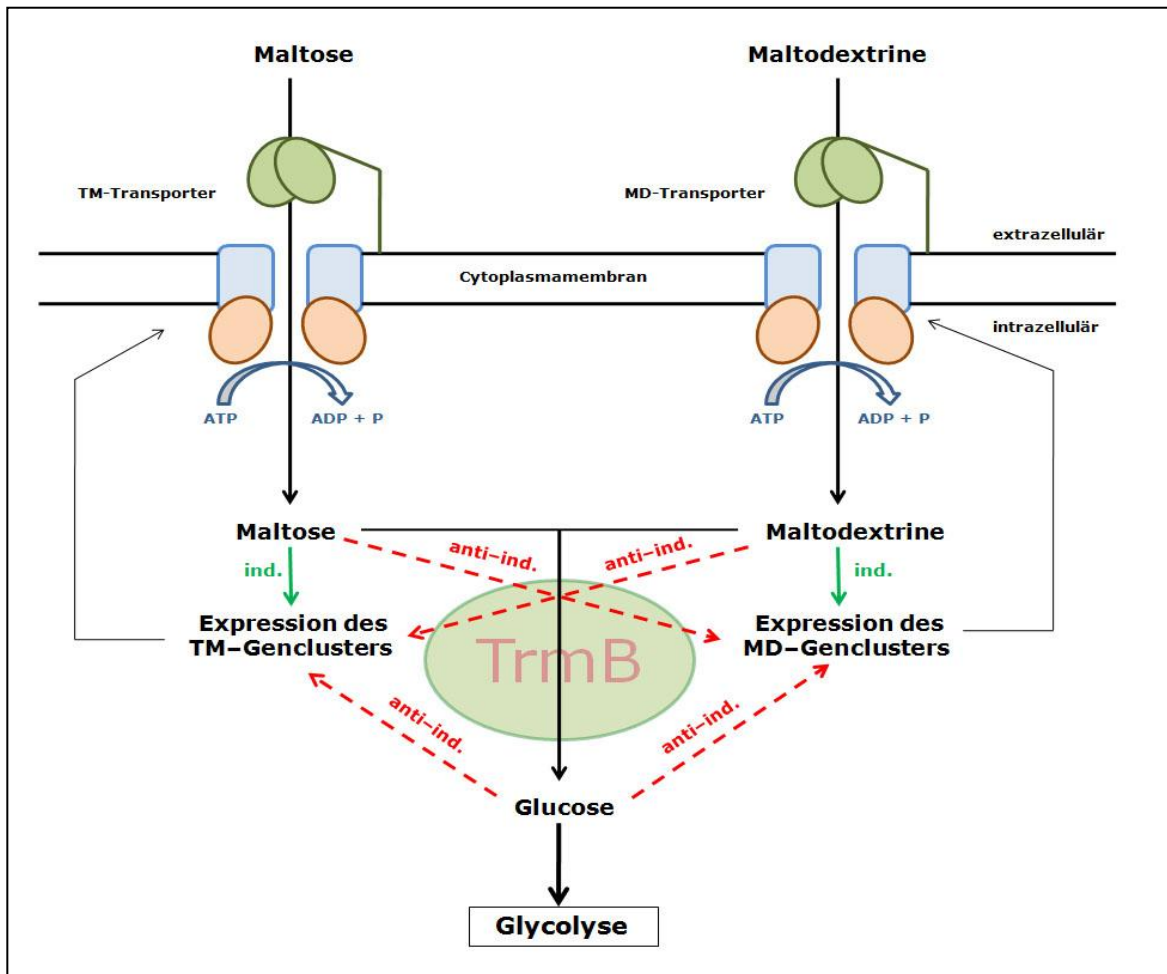 Maltose
Maltodextrine
TM-Transporter
MD-Transporter
extrazellulär
Cytoplasmamembran
intrazellulär
ATP
ADP + P
ATP
ADP + P
Maltose
Maltodextrine
anti–ind.
anti–ind.
ind.
ind.
Expression des
TM–Genclusters
Expression des
MD–Genclusters
TrmB
anti–ind.
anti–ind.
Glucose
Glycolyse